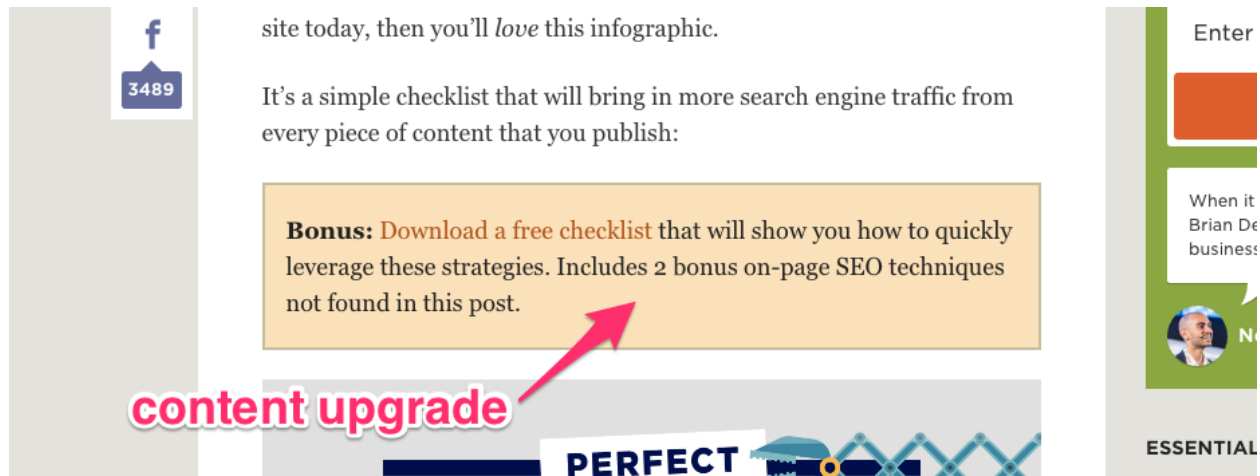 site today, then you’ll love this infographic.
3489
It’s a simple checklist that will bring in more search engine traffic from
every piece of content that you publish:
Bonus: Download a free checklist that will show you how to quickly
leverage these strategies. Includes 2 bonus on-page SEO techniques
not found in this post.
content upgrade
PERFECT
Enter
When it
Brian De
business
ESSENTIAL